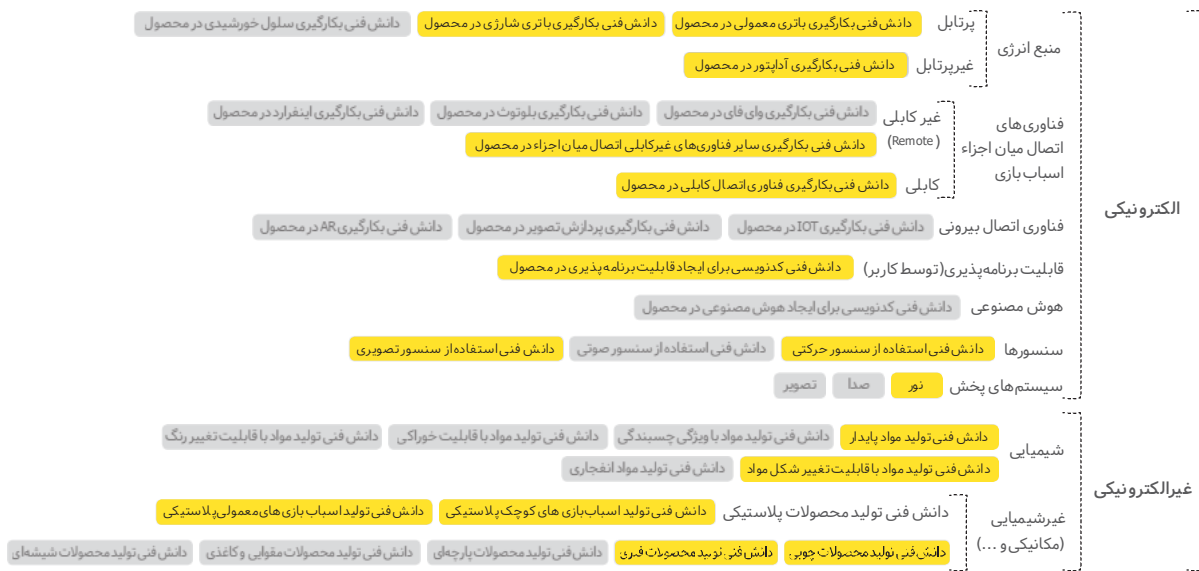 پرتابل دانش فنی بکارگیری باتری معمولی در محصول دانش فنی بکارگیری باتری شارژی در محصول دانش فنی بکارگیری سلول خورشیدی در محصول
منبع انرژی
غیرپرتابل دانش فنی بکارگیری آداپتور در محصول
غیر کابلی دانش فنی بکارگیری وای فای در محصول دانش فنی بکارگیری بلوتوث در محصول دانش فنی بکارگیری اینفرارد در محصول
(Remote) دانش فنی بکارگیری سایر فناوری‌های غیرکابلی اتصال میان اجزاء در محصول
فناوری‌های
اتصال میان اجزاء
اسباب بازی
کابلی دانش فنی بکارگیری فناوری اتصال کابلی در محصول
الکترونیکی
فناوری اتصال بیرونی دانش فنی بکارگیری IOT در محصول دانش فنی بکارگیری پردازش تصویر در محصول دانش فنی بکارگیری AR در محصول
قابلیت برنامه‌پذیری(توسط کاربر) دانش فنی کدنویسی برای ایجاد قابلیت برنامه پذیری در محصول
هوش مصنوعی دانش فنی کدنویسی برای ایجاد هوش مصنوعی در محصول
سنسورها دانش فنی استفاده از سنسور حرکتی دانش فنی استفاده از سنسور صوتی دانش فنی استفاده از سنسور تصویری
سیستم‌های پخش نور صدا تصویر
شیمیایی دانش فنی تولید مواد پایدار دانش فنی تولید مواد با ویژگی چسبندگی دانش فنی تولید مواد با قابلیت خوراکی دانش فنی تولید مواد با قابلیت تغییر رنگ
دانش فنی تولید مواد با قابلیت تغییر شکل مواد دانش فنی تولید مواد انفجاری
غیرالکترونیکی
غیرشیمیایی
(مکانیکی و ...)
دانش فنی تولید محصولات پلاستیکی دانش فنی تولید اسباب‌بازی های کوچک پلاستیکی دانش فنی تولید اسباب بازی های معمولی پلاستیکی
دانش فنی تولید محصولات چوبی دانش فنی تولید محصولات فلزی دانش فنی تولید محصولات پارچه‌ای دانش فنی تولید محصولات مقوایی و کاغذی دانش فنی تولید محصولات شیشه‌ای